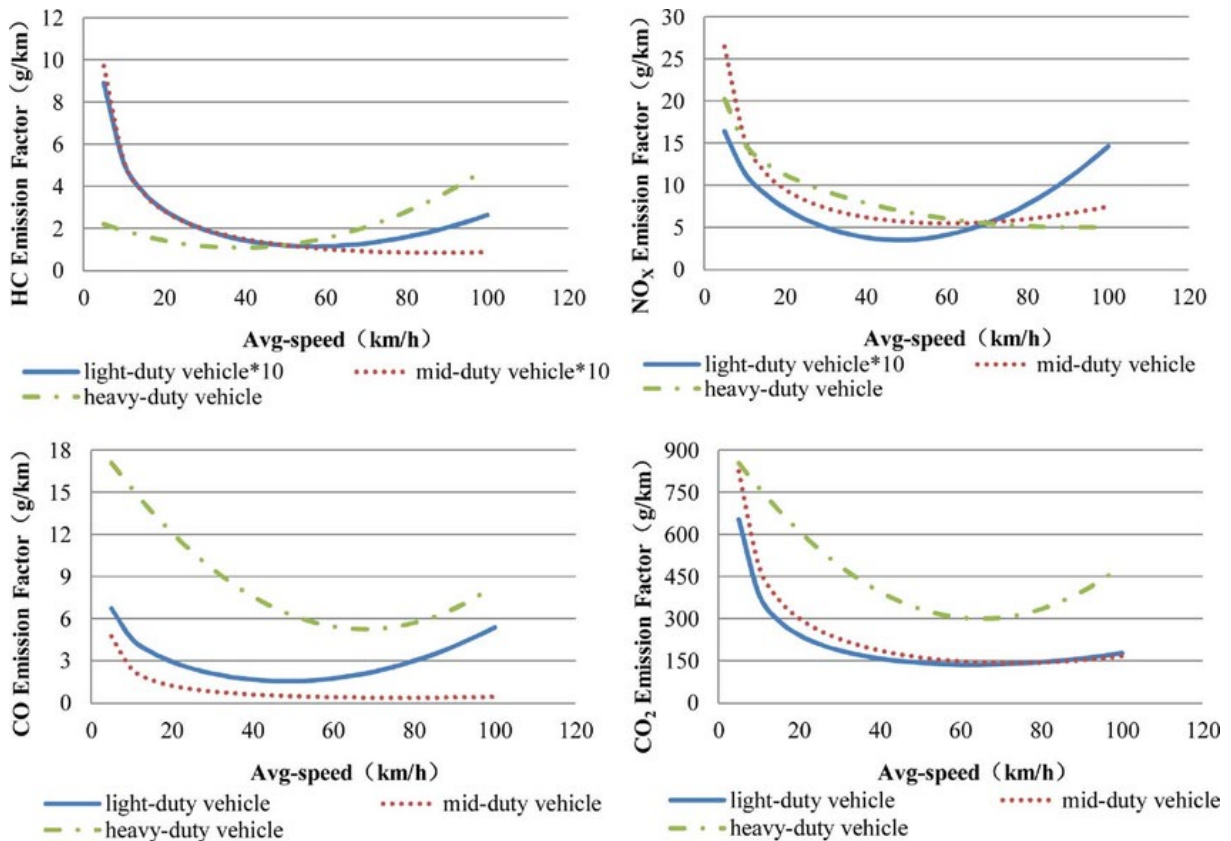 HC Emission Factor（g/km）
12
10
8
6
4
2
0
0 20 40 60 80 100 120
Avg-speed（km/h）
light-duty vehicle*10 mid-duty vehicle*10
heavy-duty vehicle
NOX Emission Factor（g/km）
30
25
20
15
10
5
0
0 20 40 60 80 100 120
Avg-speed（km/h）
light-duty vehicle*10 mid-duty vehicle
heavy-duty vehicle
CO Emission Factor（g/km）
18
15
12
9
6
3
0
0 20 40 60 80 100 120
Avg-speed（km/h）
light-duty vehicle mid-duty vehicle
heavy-duty vehicle
CO2 Emission Factor（g/km）
900
750
600
450
300
150
0
0 20 40 60 80 100 120
Avg-speed（km/h）
light-duty vehicle mid-duty vehicle
heavy-duty vehicle